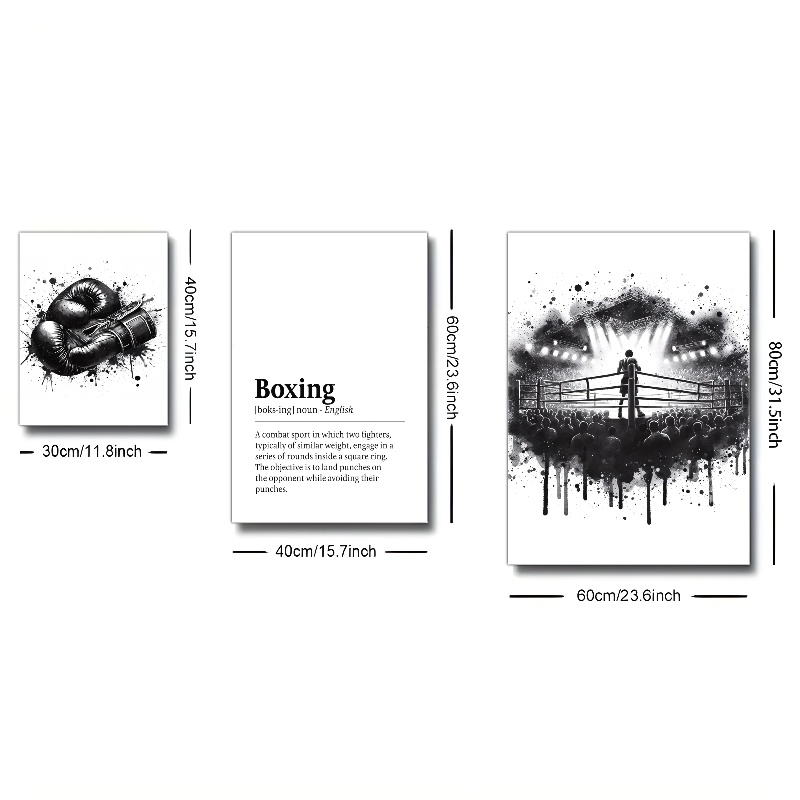 40cm/15.7inch
30cm/11.8inch
Boxing
[boks-ing] noun - English
A combat sport in which two fighters,
typically of similar weight, engage in a
series of rounds inside a square ring.
The objective is to land punches on
the opponent while avoiding their
punches.
60cm/23.6inch
40cm/15.7inch
80cm/31.5inch
60cm/23.6inch